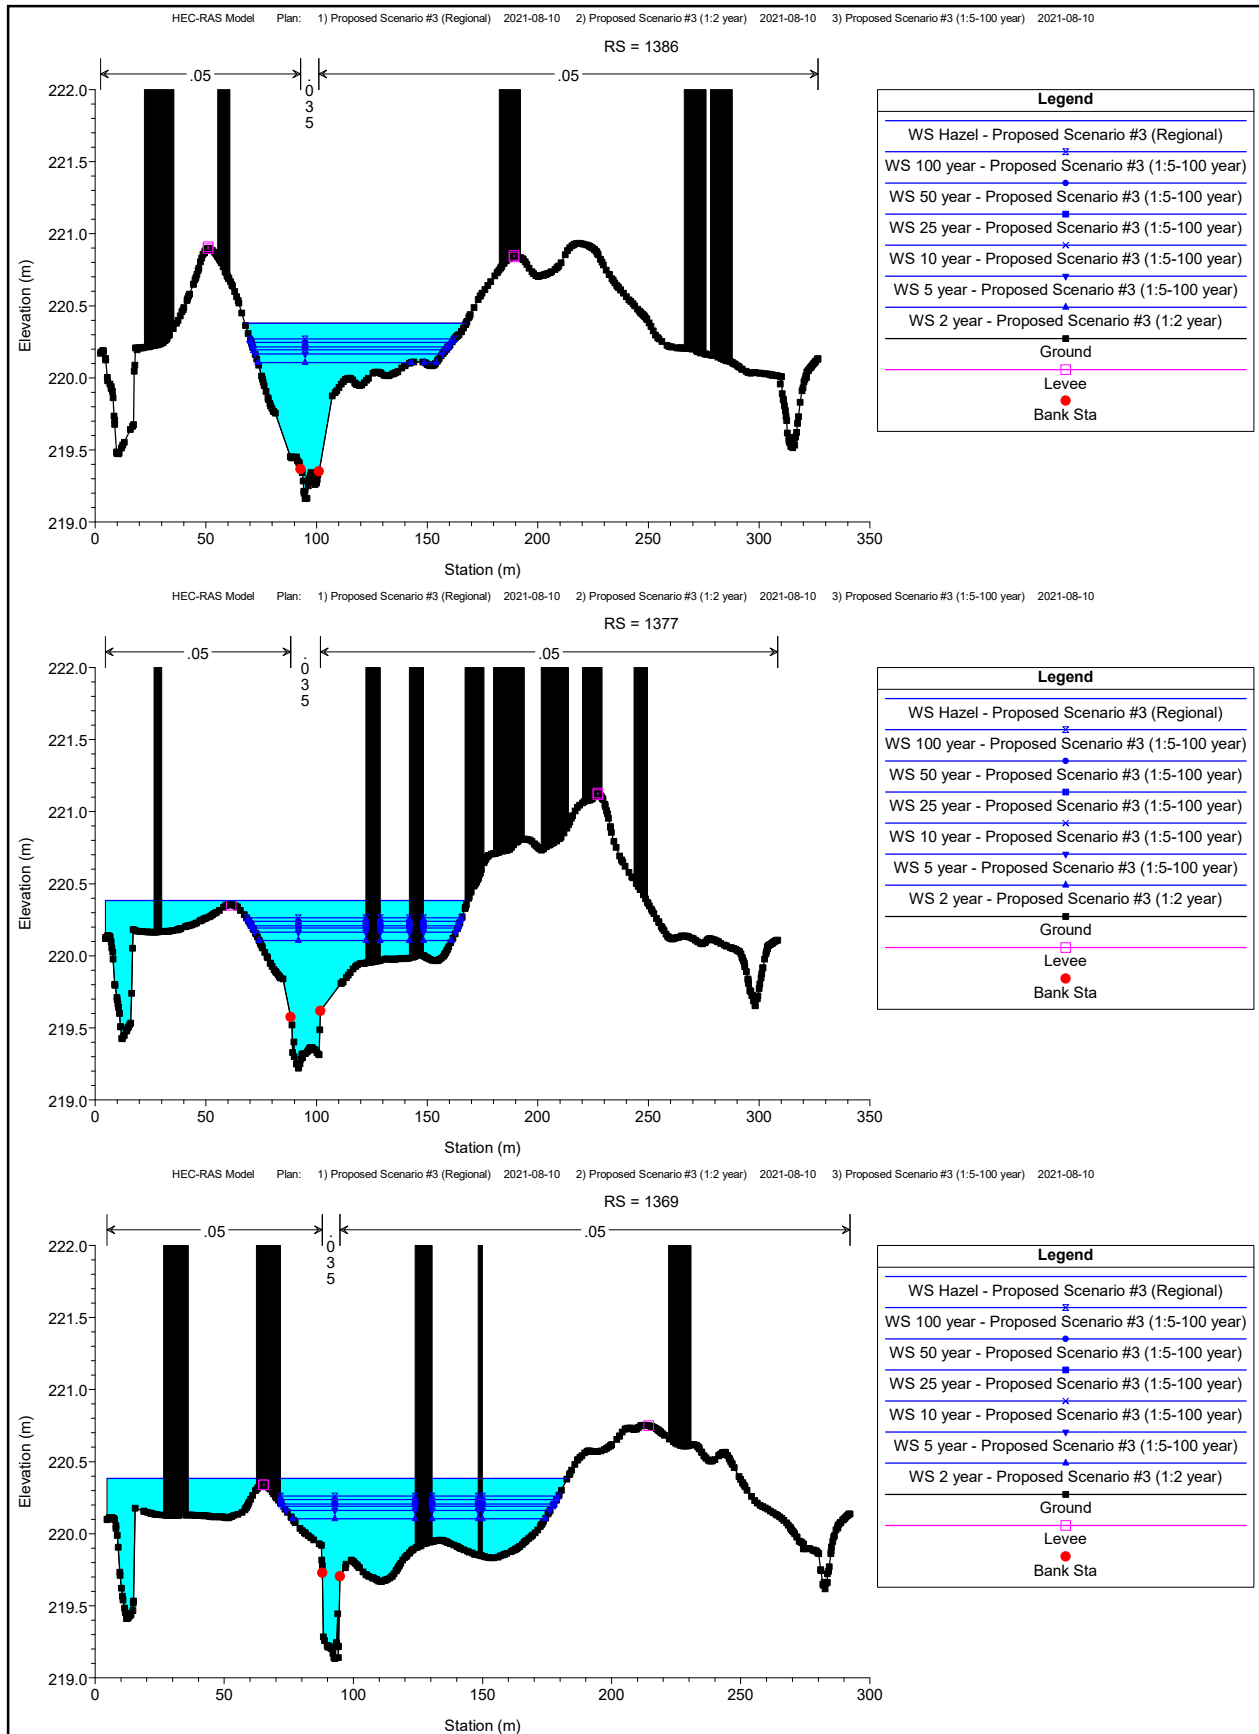 HEC-RAS Model Plan: 1) Proposed Scenario #3 (Regional) 2021-08-10 2) Proposed Scenario #3 (1:2 year) 2021-08-10 3) Proposed Scenario #3 (1:5-100 year) 2021-08-10
RS = 1386
.05
.035
.05
222.0
221.5
221.0
220.5
220.0
219.5
219.0
Elevation (m)
0 50 100 150 200 250 300 350
Station (m)
Legend
WS Hazel - Proposed Scenario #3 (Regional)
WS 100 year - Proposed Scenario #3 (1:5-100 year)
WS 50 year - Proposed Scenario #3 (1:5-100 year)
WS 25 year - Proposed Scenario #3 (1:5-100 year)
WS 10 year - Proposed Scenario #3 (1:5-100 year)
WS 5 year - Proposed Scenario #3 (1:5-100 year)
WS 2 year - Proposed Scenario #3 (1:2 year)
Ground
Levee
Bank Sta
HEC-RAS Model Plan: 1) Proposed Scenario #3 (Regional) 2021-08-10 2) Proposed Scenario #3 (1:2 year) 2021-08-10 3) Proposed Scenario #3 (1:5-100 year) 2021-08-10
RS = 1377
.05
.035
.05
222.0
221.5
221.0
220.5
220.0
219.5
219.0
Elevation (m)
0 50 100 150 200 250 300 350
Station (m)
Legend
WS Hazel - Proposed Scenario #3 (Regional)
WS 100 year - Proposed Scenario #3 (1:5-100 year)
WS 50 year - Proposed Scenario #3 (1:5-100 year)
WS 25 year - Proposed Scenario #3 (1:5-100 year)
WS 10 year - Proposed Scenario #3 (1:5-100 year)
WS 5 year - Proposed Scenario #3 (1:5-100 year)
WS 2 year - Proposed Scenario #3 (1:2 year)
Ground
Levee
Bank Sta
HEC-RAS Model Plan: 1) Proposed Scenario #3 (Regional) 2021-08-10 2) Proposed Scenario #3 (1:2 year) 2021-08-10 3) Proposed Scenario #3 (1:5-100 year) 2021-08-10
RS = 1369
.05
.035
.05
222.0
221.5
221.0
220.5
220.0
219.5
219.0
Elevation (m)
0 50 100 150 200 250 300
Station (m)
Legend
WS Hazel - Proposed Scenario #3 (Regional)
WS 100 year - Proposed Scenario #3 (1:5-100 year)
WS 50 year - Proposed Scenario #3 (1:5-100 year)
WS 25 year - Proposed Scenario #3 (1:5-100 year)
WS 10 year - Proposed Scenario #3 (1:5-100 year)
WS 5 year - Proposed Scenario #3 (1:5-100 year)
WS 2 year - Proposed Scenario #3 (1:2 year)
Ground
Levee
Bank Sta